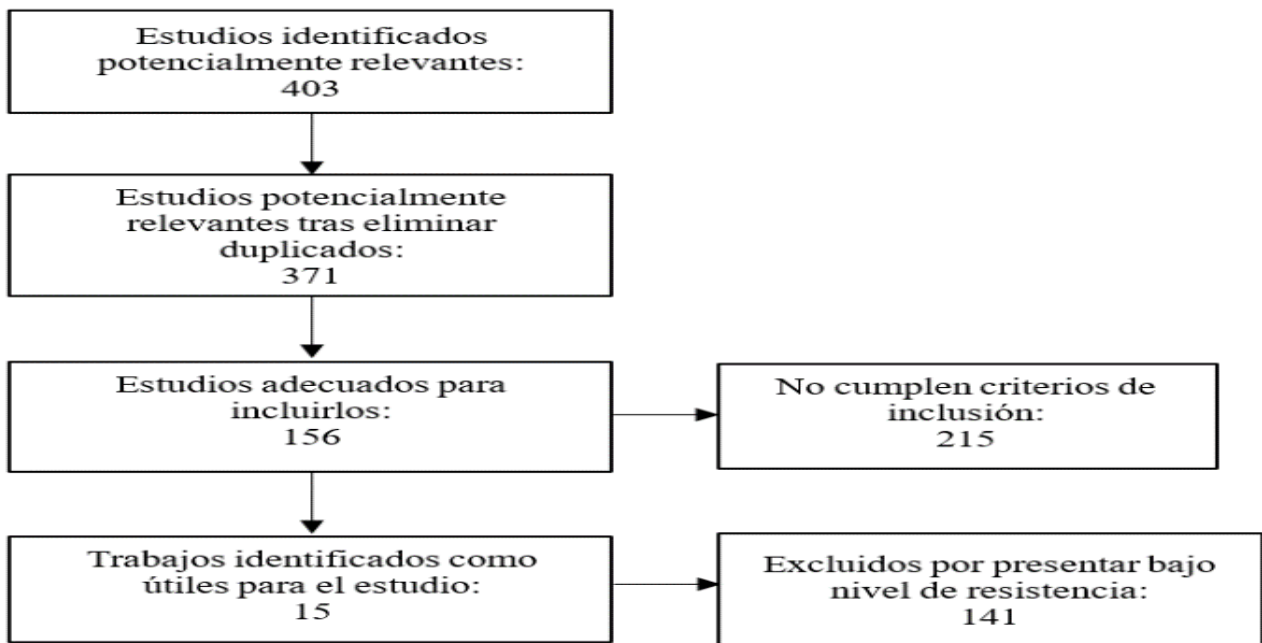 Estudios identificados
potencialmente relevantes:
403
Estudios potencialmente
relevantes tras eliminar
duplicados:
371
Estudios adecuados para
incluirlos:
156
No cumplen criterios de
inclusión:
215
Trabajos identificados como
útiles para el estudio:
15
Excluidos por presentar bajo
nivel de resistencia:
141